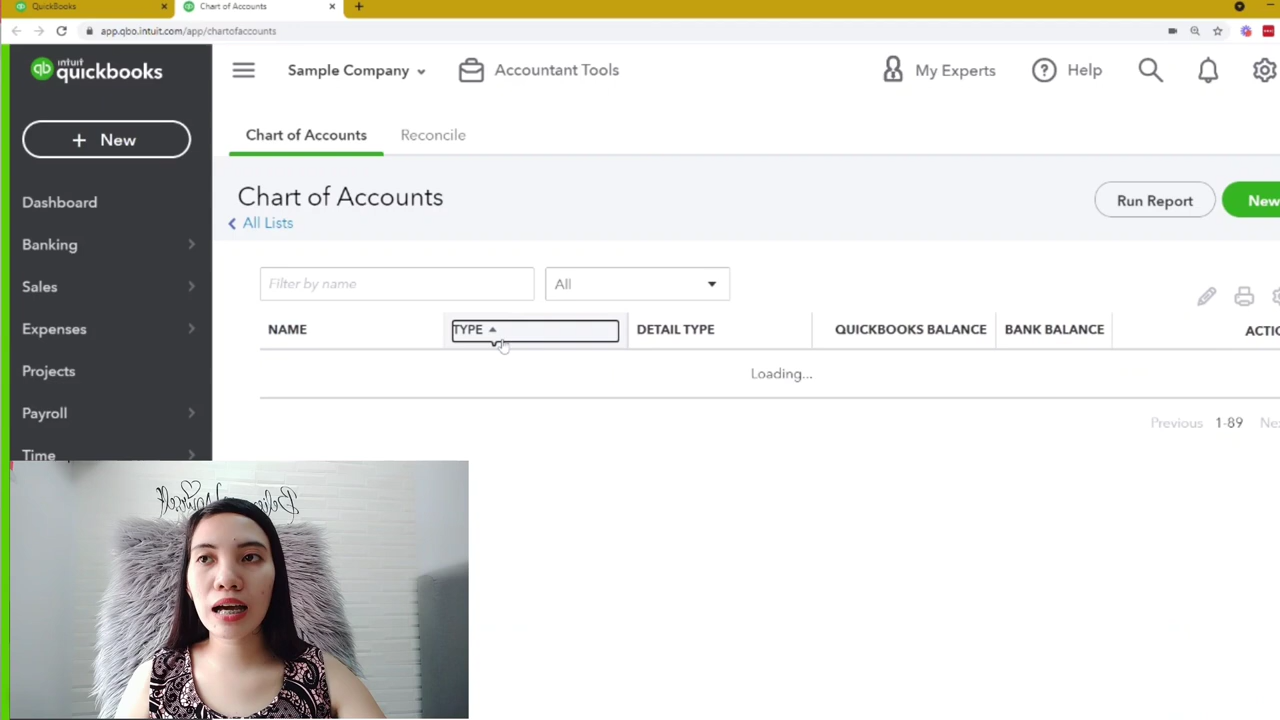 QuickBooks
Chart of Accounts
app.qbo.intuit.com/app/chartofaccounts
intuit quickbooks
Sample Company
Accountant Tools
My Experts
Help
+ New
Chart of Accounts
Reconcile
Dashboard
Chart of Accounts
All Lists
Run Report
New
Banking
Sales
Filter by name
All
Expenses
NAME
TYPE
DETAIL TYPE
QUICKBOOKS BALANCE
BANK BALANCE
ACTIO
Projects
Loading...
Payroll
Previous 1-89 Nex
Time